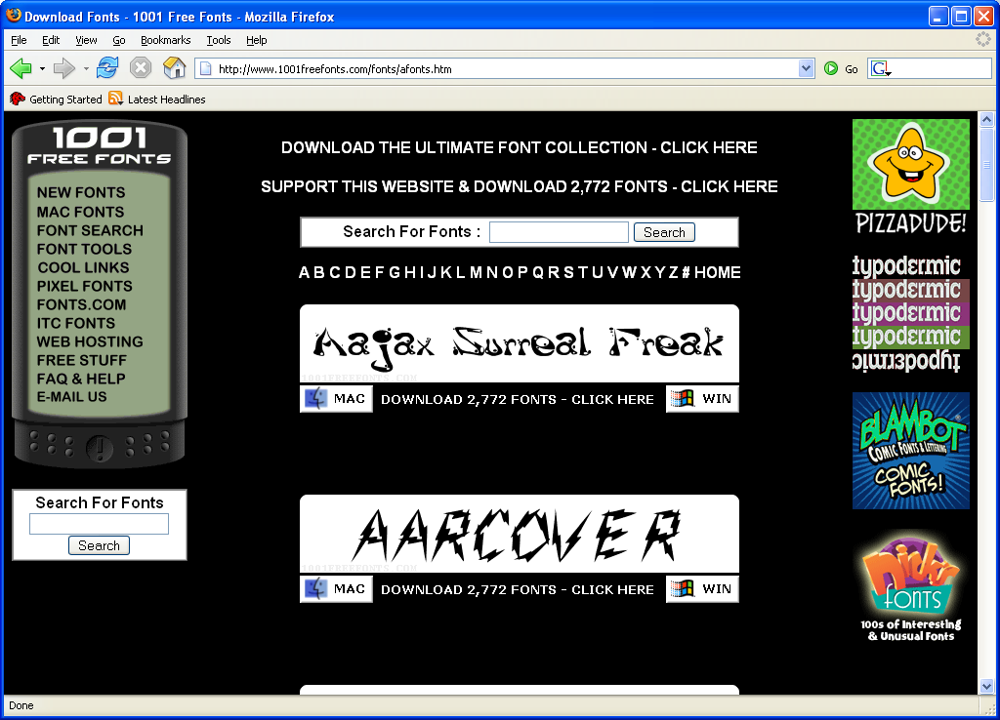 Download Fonts - 1001 Free Fonts - Mozilla Firefox
File Edit View Go Bookmarks Tools Help
http://www.1001freefonts.com/fonts/afonts.htm Go G
Getting Started Latest Headlines
1001
FREE FONTS
NEW FONTS
MAC FONTS
FONT SEARCH
FONT TOOLS
COOL LINKS
PIXEL FONTS
FONTS.COM
ITC FONTS
WEB HOSTING
FREE STUFF
FAQ & HELP
E-MAIL US
Search For Fonts
Search
DOWNLOAD THE ULTIMATE FONT COLLECTION - CLICK HERE
SUPPORT THIS WEBSITE & DOWNLOAD 2,772 FONTS - CLICK HERE
Search For Fonts : Search
A B C D E F G H I J K L M N O P Q R S T U V W X Y Z # HOME
Aajax Surreal Freak
1001FREEFONTS.COM
MAC DOWNLOAD 2,772 FONTS - CLICK HERE WIN
AARCOVER
1001FREEFONTS.COM
MAC DOWNLOAD 2,772 FONTS - CLICK HERE WIN
PIZZADUDE!
typodermic
typodermic
typodermic
typodermic
typodermic
BLAMBOT
COMIC FONTS & LETTERING
COMIC
FONTS!
Nicks
FONTS
100s of Interesting
& Unusual Fonts
Done